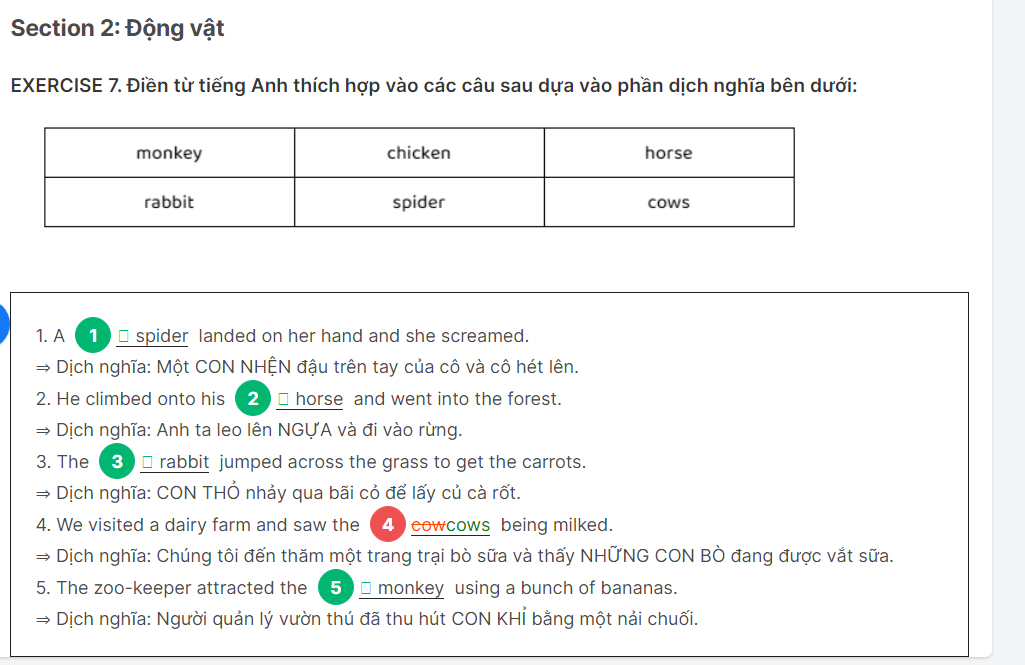 Section 2: Động vật
EXERCISE 7. Điền từ tiếng Anh thích hợp vào các câu sau dựa vào phần dịch nghĩa bên dưới:
monkey chicken horse
rabbit spider cows
1. A 1 spider landed on her hand and she screamed.
⇒ Dịch nghĩa: Một CON NHỆN đậu trên tay của cô và cô hét lên.
2. He climbed onto his 2 horse and went into the forest.
⇒ Dịch nghĩa: Anh ta leo lên NGỰA và đi vào rừng.
3. The 3 rabbit jumped across the grass to get the carrots.
⇒ Dịch nghĩa: CON THỎ nhảy qua bãi cỏ để lấy củ cà rốt.
4. We visited a dairy farm and saw the 4 cowcows being milked.
⇒ Dịch nghĩa: Chúng tôi đến thăm một trang trại bò sữa và thấy NHỮNG CON BÒ đang được vắt sữa.
5. The zoo-keeper attracted the 5 monkey using a bunch of bananas.
⇒ Dịch nghĩa: Người quản lý vườn thú đã thu hút CON KHỈ bằng một nải chuối.